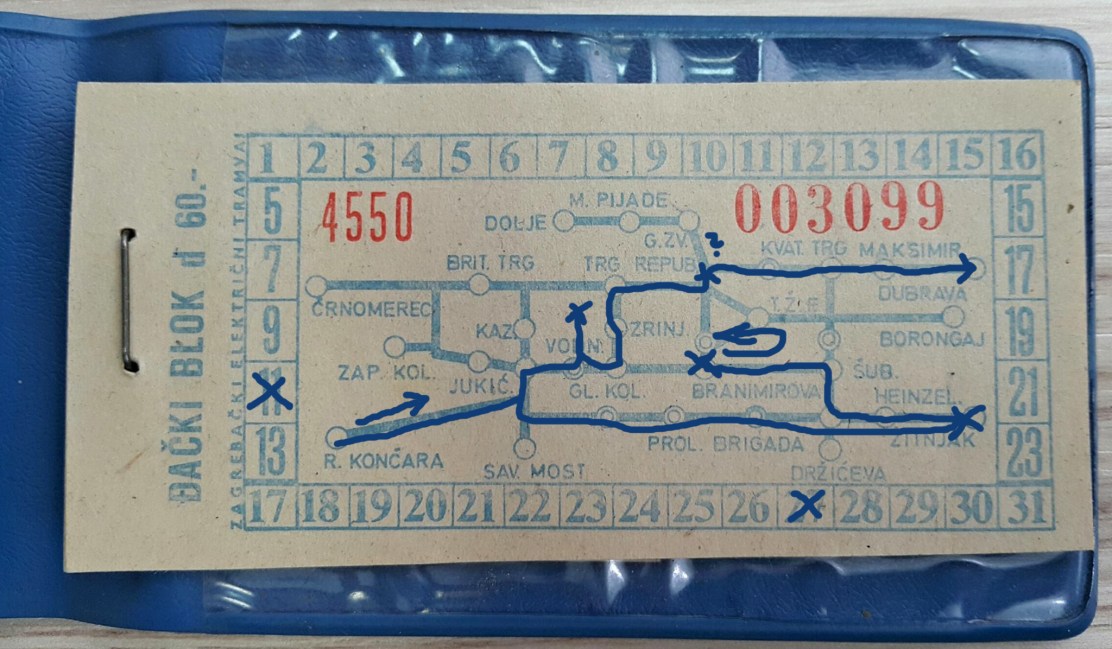 ĐAČKI BLOK đ 60.-
ZAGREBAČKI ELEKTRIČNI TRAMVAJ
1 2 3 4 5 6 7 8 9 10 11 12 13 14 15 16
5
7
9
11
13
15
17
19
21
23
4550
003099
M. PIJADE
DOLJE
G.ZV.
?
KVAT. TRG MAKSIMIR
BRIT. TRG
TRG REPUB.
ČRNOMEREC
DUBRAVA
KAZ.
ZRINJ.
BORONGAJ
ZAP. KOL.
JUKIĆ.
GL. KOL.
BRANIMIROVA
ŠUB.
HEINZEL.
R. KONČARA
SAV. MOST
PROL. BRIGADA
ŽITNJAK
DRŽIĆEVA
17 18 19 20 21 22 23 24 25 26 27 28 29 30 31